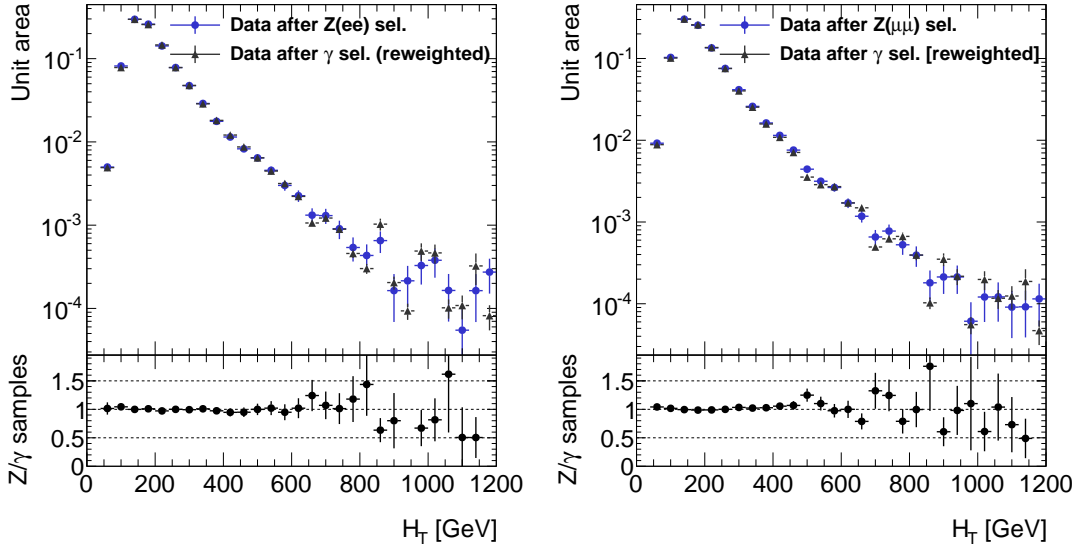 Unit area
Data after Z(ee) sel.
Data after γ sel. (reweighted)
10⁻¹
10⁻²
10⁻³
10⁻⁴
Z/γ samples
1.5
1
0.5
0
0 200 400 600 800 1000 1200
H_T [GeV]
Unit area
Data after Z(μμ) sel.
Data after γ sel. [reweighted]
10⁻¹
10⁻²
10⁻³
10⁻⁴
Z/γ samples
1.5
1
0.5
0
0 200 400 600 800 1000 1200
H_T [GeV]